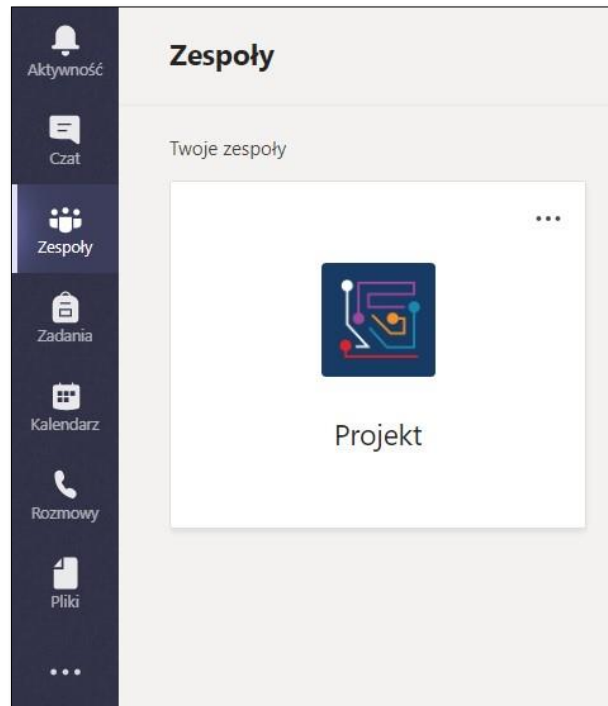 Aktywność
Czat
Zespoły
Zadania
Kalendarz
Rozmowy
Pliki
Zespoły
Twoje zespoły
Projekt